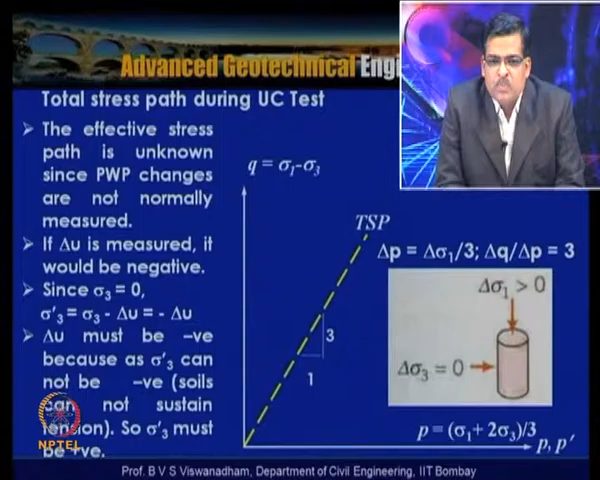 Advanced Geotechnical Engi
Total stress path during UC Test
➢ The effective stress
path is unknown
since PWP changes
are not normally
measured.
➢ If Δu is measured, it
would be negative.
➢ Since σ3 = 0,
σ'3 = σ3 - Δu = - Δu
➢ Δu must be –ve
because as σ'3 can
not be –ve (soils
can not sustain
tension). So σ'3 must
be +ve.
q = σ1-σ3
TSP
Δp = Δσ1/3; Δq/Δp = 3
3
1
Δσ1 > 0
Δσ3 = 0
p = (σ1 + 2σ3)/3
p, p'
NPTEL
Prof. B V S Viswanadham, Department of Civil Engineering, IIT Bombay